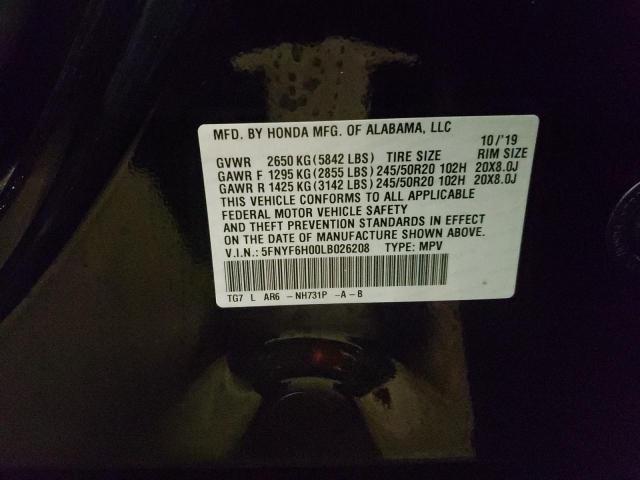 MFD. BY HONDA MFG. OF ALABAMA, LLC 10/'19
GVWR 2650 KG (5842 LBS) TIRE SIZE RIM SIZE
GAWR F 1295 KG (2855 LBS) 245/50R20 102H 20X8.0J
GAWR R 1425 KG (3142 LBS) 245/50R20 102H 20X8.0J
THIS VEHICLE CONFORMS TO ALL APPLICABLE
FEDERAL MOTOR VEHICLE SAFETY
AND THEFT PREVENTION STANDARDS IN EFFECT
ON THE DATE OF MANUFACTURE SHOWN ABOVE.
V.I.N.: 5FNYF6H00LB026208 TYPE: MPV
TG7 L AR6 -NH731P -A-B